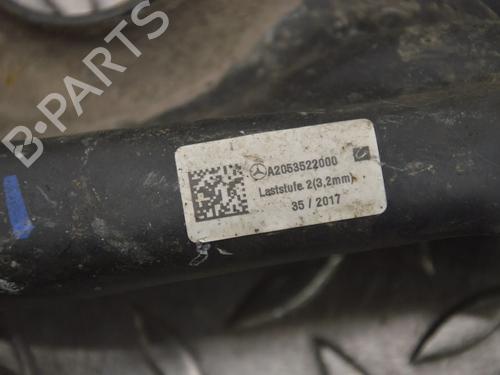 B-PARTS
A2053522000
Laststufe 2(3,2mm)
35 / 2017